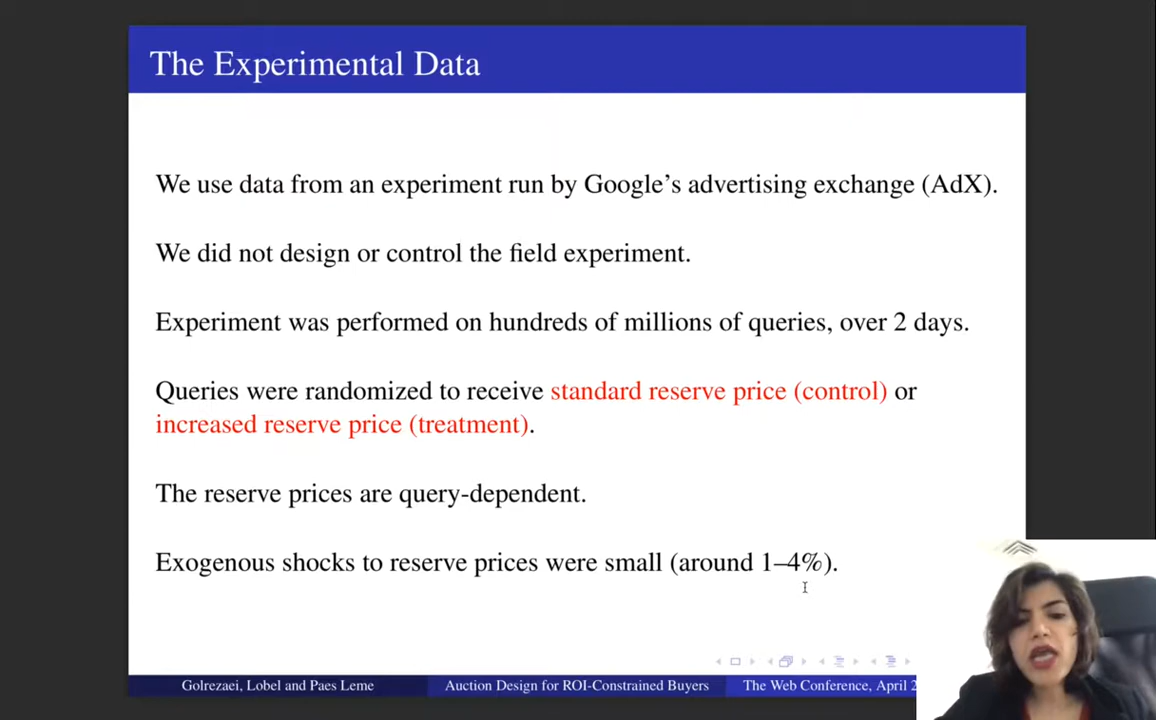 The Experimental Data
We use data from an experiment run by Google's advertising exchange (AdX).
We did not design or control the field experiment.
Experiment was performed on hundreds of millions of queries, over 2 days.
Queries were randomized to receive standard reserve price (control) or
increased reserve price (treatment).
The reserve prices are query-dependent.
Exogenous shocks to reserve prices were small (around 1–4%).
Golrezaei, Lobel and Paes Leme Auction Design for ROI-Constrained Buyers The Web Conference, April 2